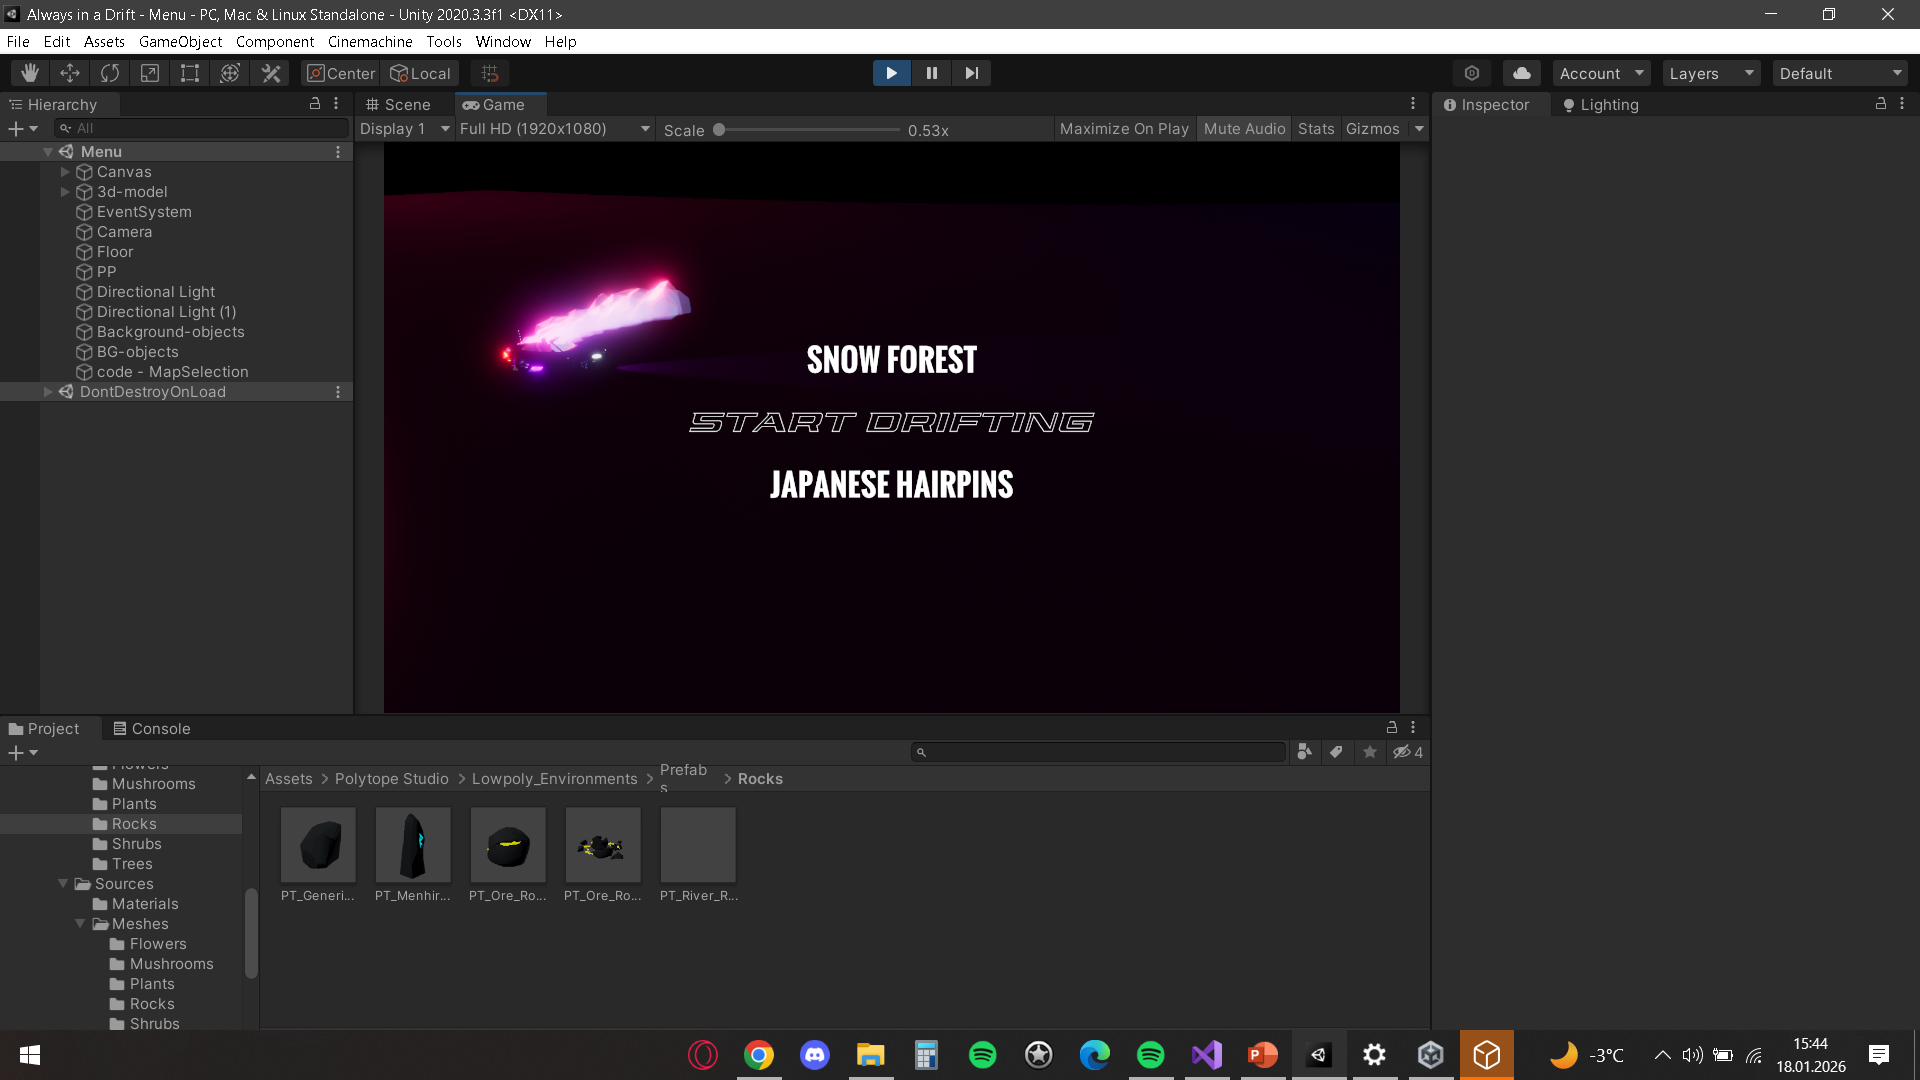 Always in a Drift - Menu - PC, Mac & Linux Standalone - Unity 2020.3.3f1 <DX11>
File Edit Assets GameObject Component Cinemachine Tools Window Help
Center Local
Account Layers Default
Hierarchy
All
Menu
Canvas
3d-model
EventSystem
Camera
Floor
PP
Directional Light
Directional Light (1)
Background-objects
BG-objects
code - MapSelection
DontDestroyOnLoad
Scene Game
Display 1 Full HD (1920x1080) Scale 0.53x Maximize On Play Mute Audio Stats Gizmos
SNOW FOREST
START DRIFTING
JAPANESE HAIRPINS
Inspector Lighting
Project Console
4
Flowers
Mushrooms
Plants
Rocks
Shrubs
Trees
Sources
Materials
Meshes
Flowers
Mushrooms
Plants
Rocks
Shrubs
Assets > Polytope Studio > Lowpoly_Environments > Prefabs > Rocks
PT_Generi... PT_Menhir... PT_Ore_Ro... PT_Ore_Ro... PT_River_R...
-3°C
15:44
18.01.2026